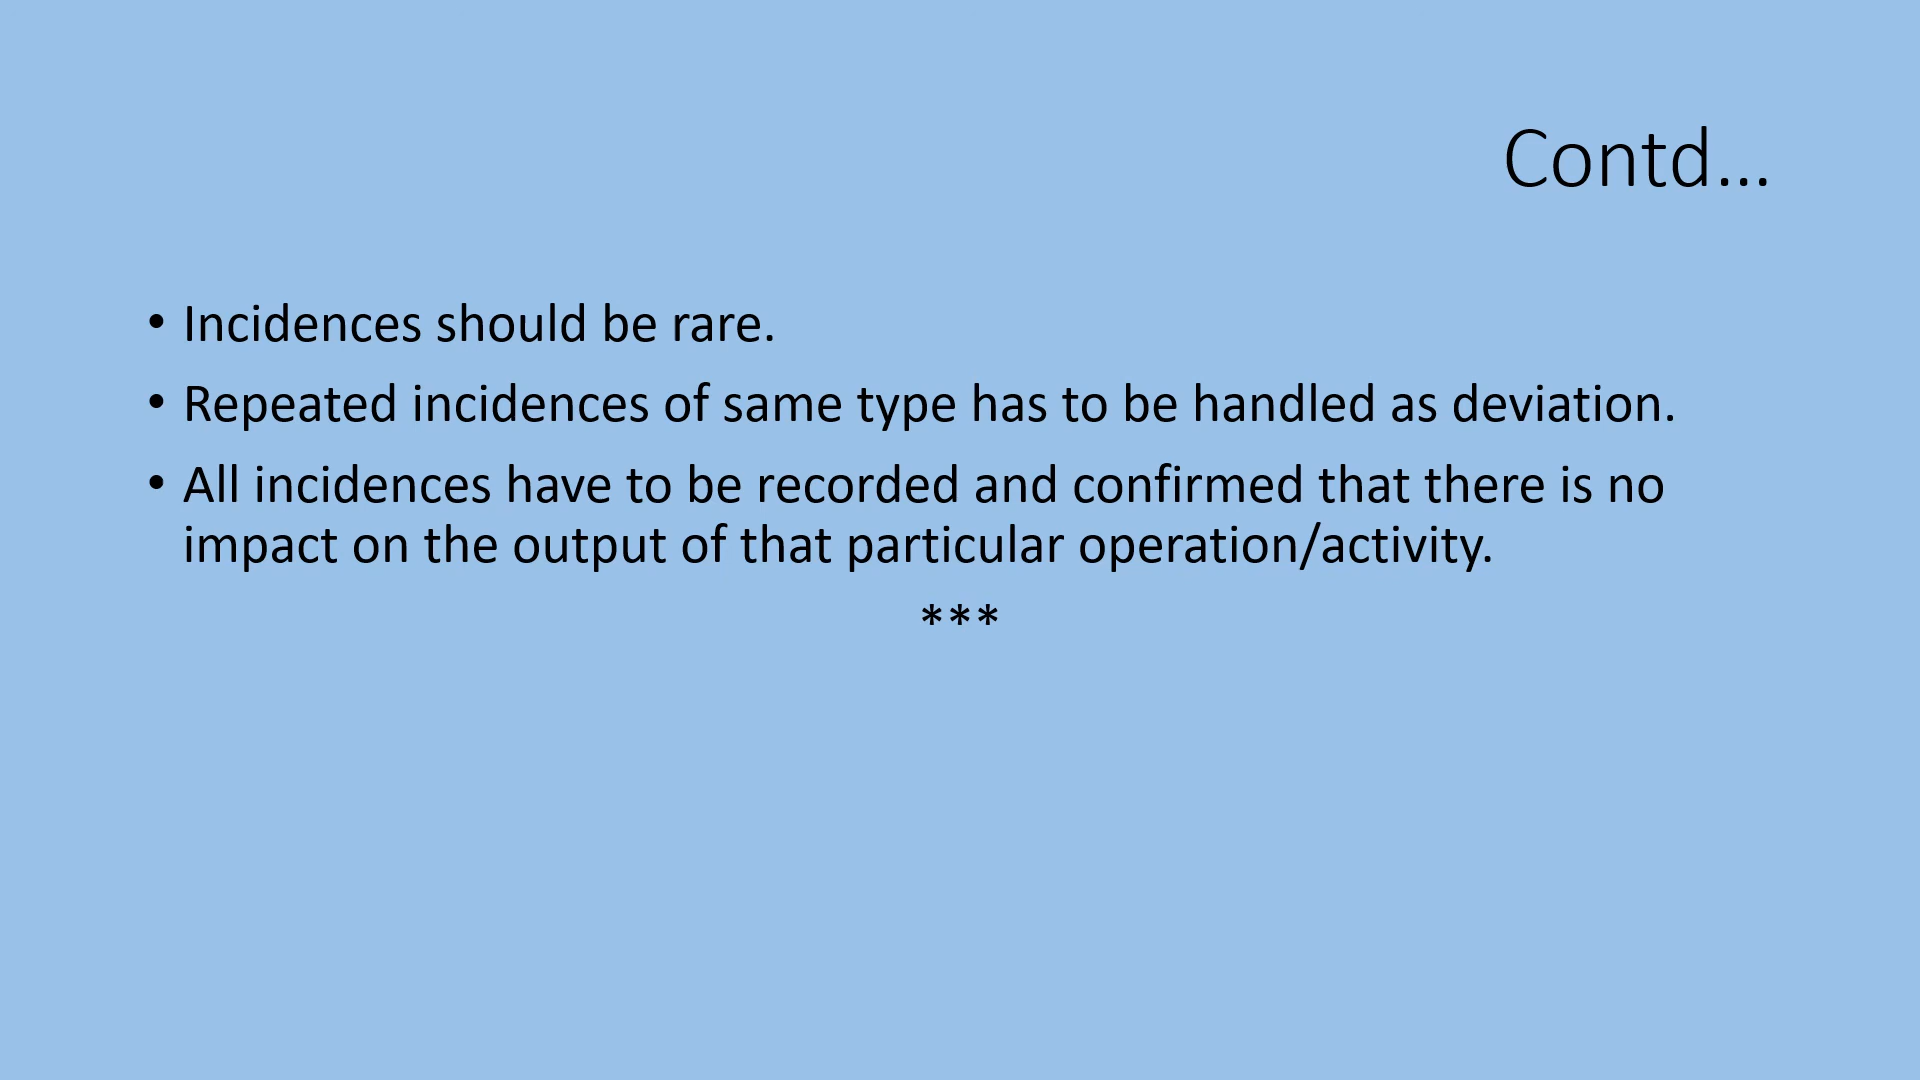 Contd...
• Incidences should be rare.
• Repeated incidences of same type has to be handled as deviation.
• All incidences have to be recorded and confirmed that there is no
impact on the output of that particular operation/activity.
***